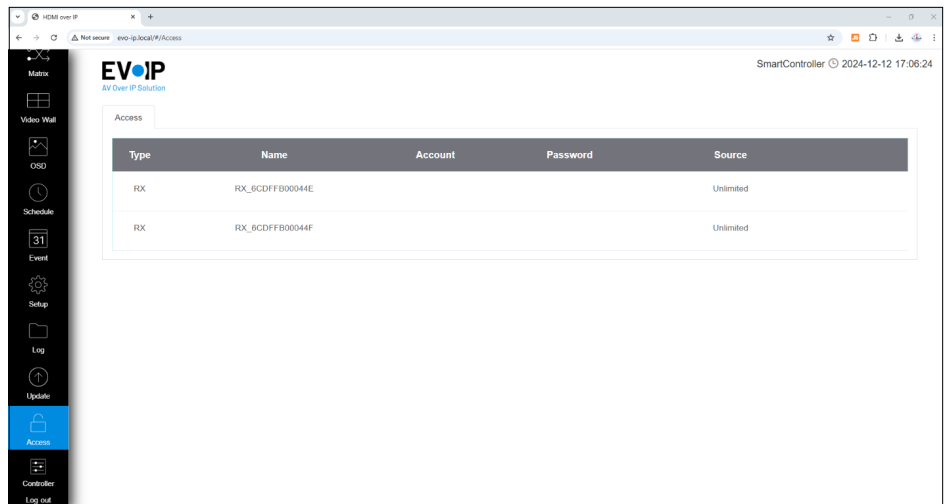 HDMI over IP
Not secure evo-ip.local/#/Access
Matrix
Video Wall
OSD
Schedule
31
Event
Setup
Log
Update
Access
Controller
Log out
EVOIP
AV Over IP Solution
SmartController 2024-12-12 17:06:24
Access
Type Name Account Password Source
RX RX_6CDFFB00044E Unlimited
RX RX_6CDFFB00044F Unlimited